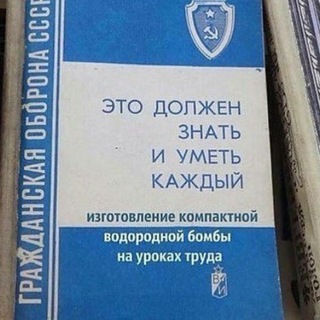 ГРАЖДАНСКАЯ ОБОРОНА СССР
ЭТО ДОЛЖЕН
ЗНАТЬ
И УМЕТЬ
КАЖДЫЙ
изготовление компактной
водородной бомбы
на уроках труда